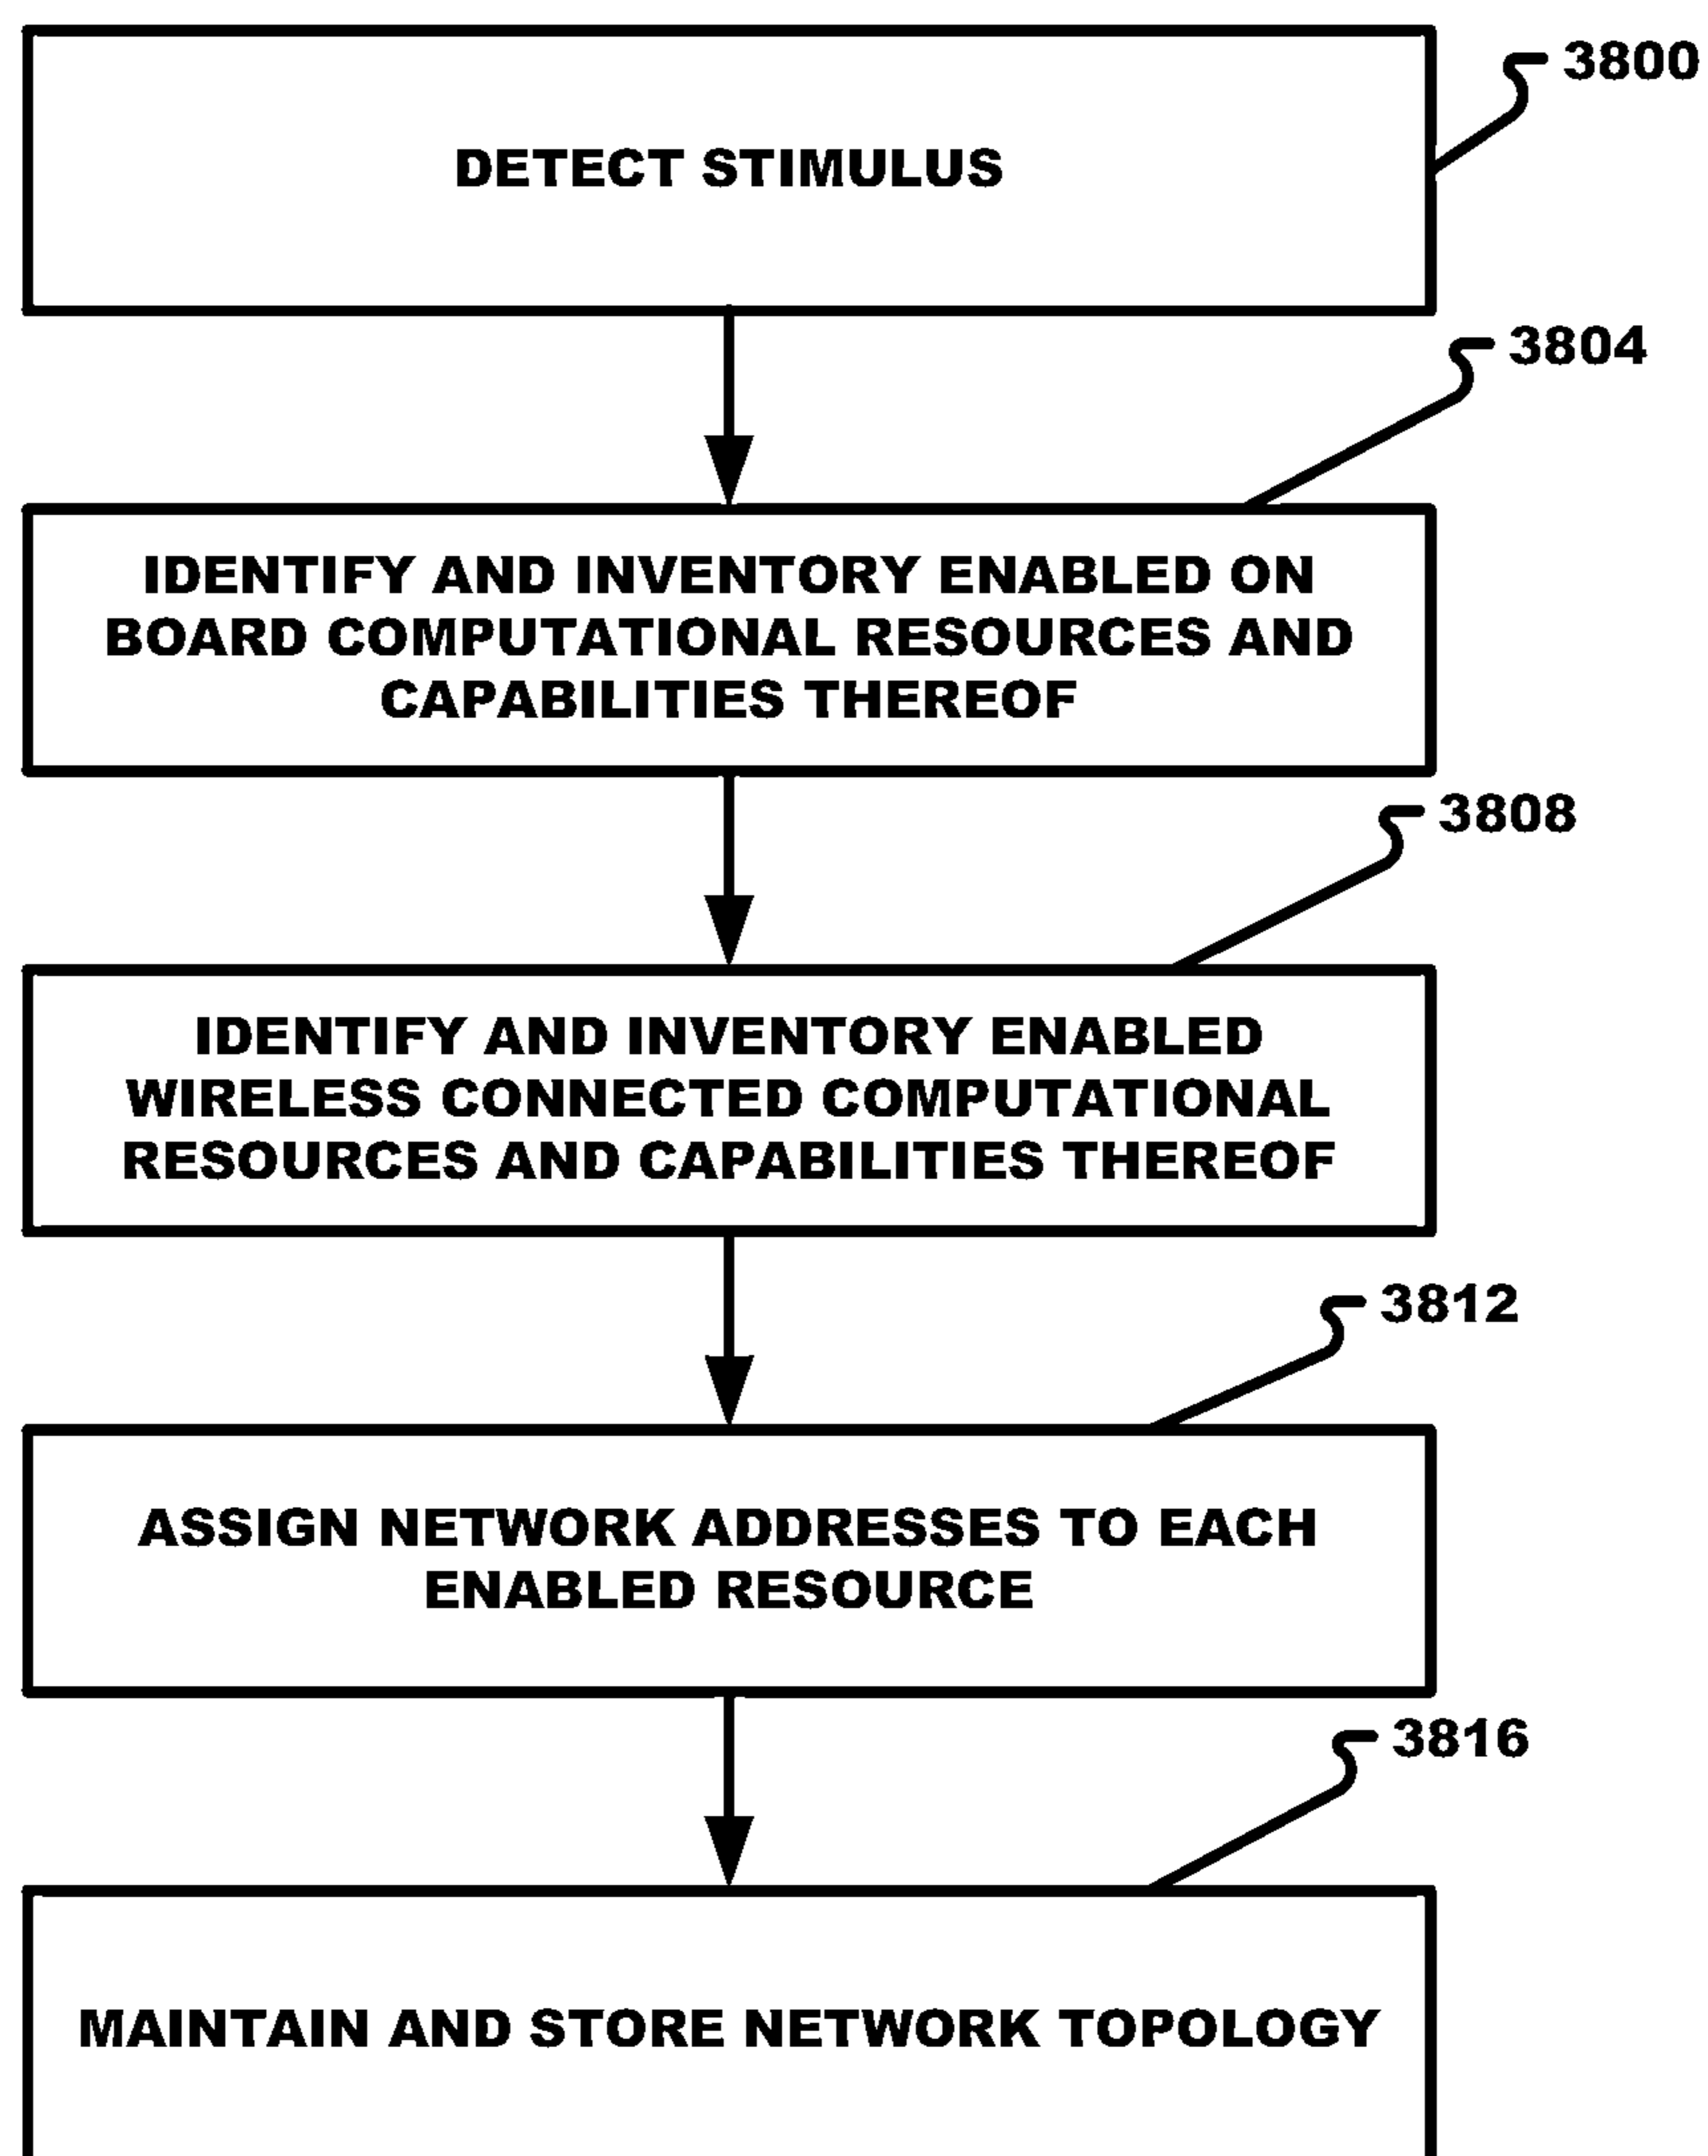 3800
DETECT STIMULUS
3804
IDENTIFY AND INVENTORY ENABLED ON
BOARD COMPUTATIONAL RESOURCES AND
CAPABILITIES THEREOF
3808
IDENTIFY AND INVENTORY ENABLED
WIRELESS CONNECTED COMPUTATIONAL
RESOURCES AND CAPABILITIES THEREOF
3812
ASSIGN NETWORK ADDRESSES TO EACH
ENABLED RESOURCE
3816
MAINTAIN AND STORE NETWORK TOPOLOGY